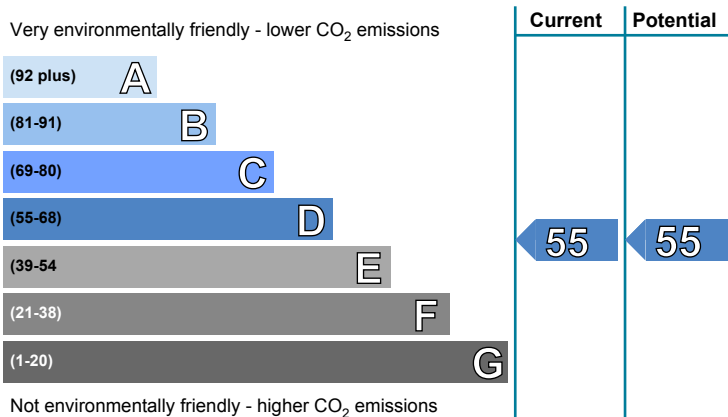 Very environmentally friendly - lower CO2 emissions
Current Potential
(92 plus) A
(81-91) B
(69-80) C
(55-68) D
55 55
(39-54 E
(21-38) F
(1-20) G
Not environmentally friendly - higher CO2 emissions